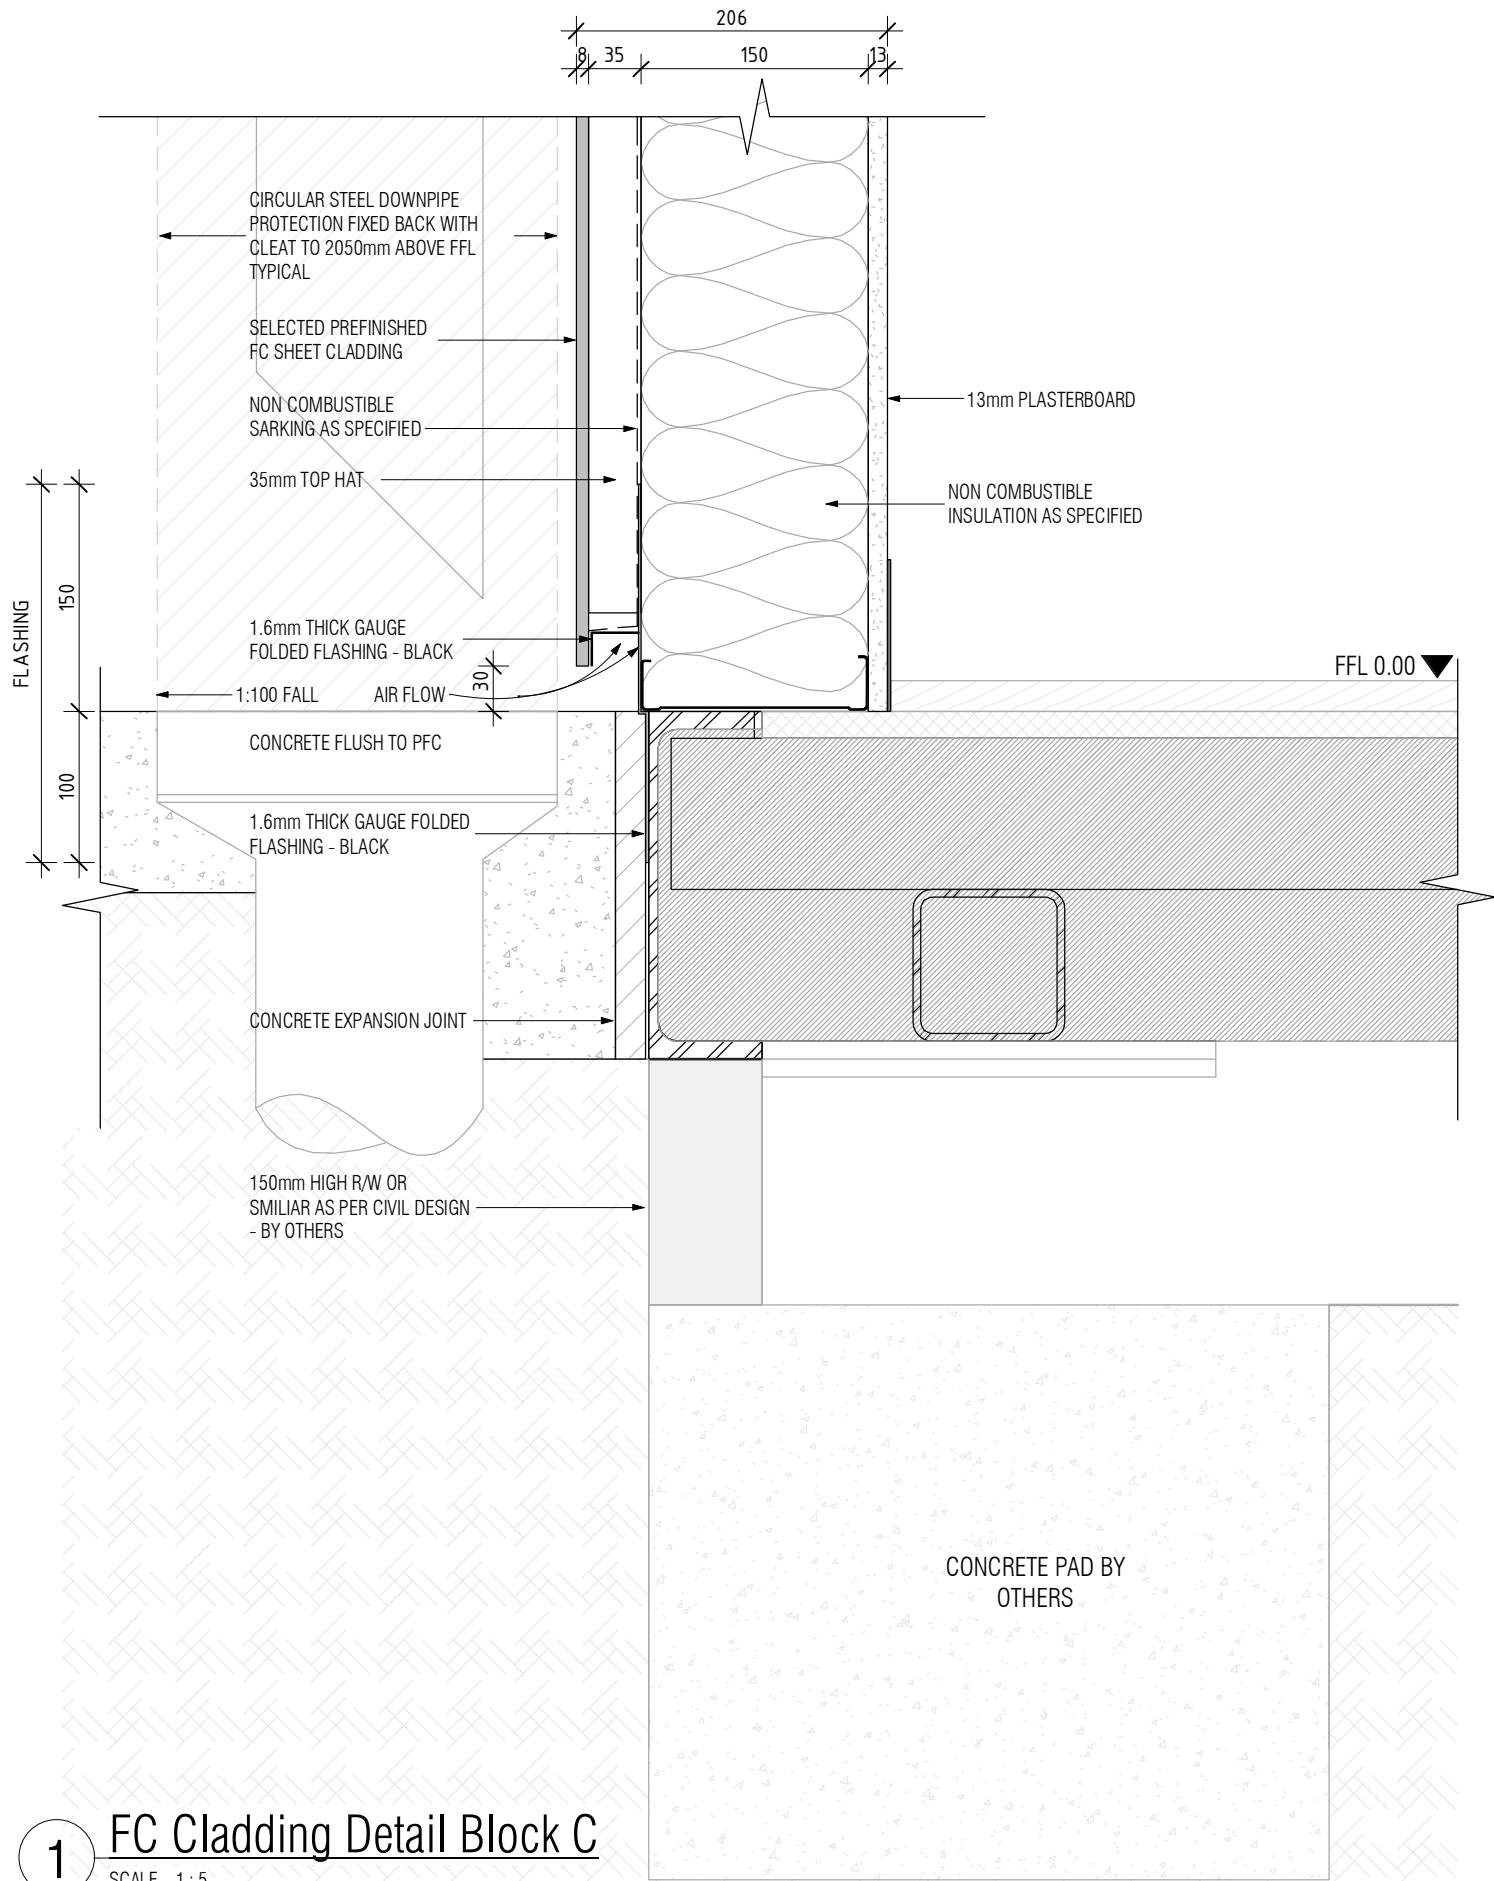 206
8 35 150 13
CIRCULAR STEEL DOWNPIPE
PROTECTION FIXED BACK WITH
CLEAT TO 2050mm ABOVE FFL
TYPICAL
SELECTED PREFINISHED
FC SHEET CLADDING
NON COMBUSTIBLE
SARKING AS SPECIFIED
35mm TOP HAT
13mm PLASTERBOARD
NON COMBUSTIBLE
INSULATION AS SPECIFIED
FLASHING
150
100
1.6mm THICK GAUGE
FOLDED FLASHING - BLACK
30
1:100 FALL
AIR FLOW
FFL 0.00
CONCRETE FLUSH TO PFC
1.6mm THICK GAUGE FOLDED
FLASHING - BLACK
CONCRETE EXPANSION JOINT
150mm HIGH R/W OR
SMILIAR AS PER CIVIL DESIGN
- BY OTHERS
CONCRETE PAD BY
OTHERS
1
FC Cladding Detail Block C
SCALE 1 : 5